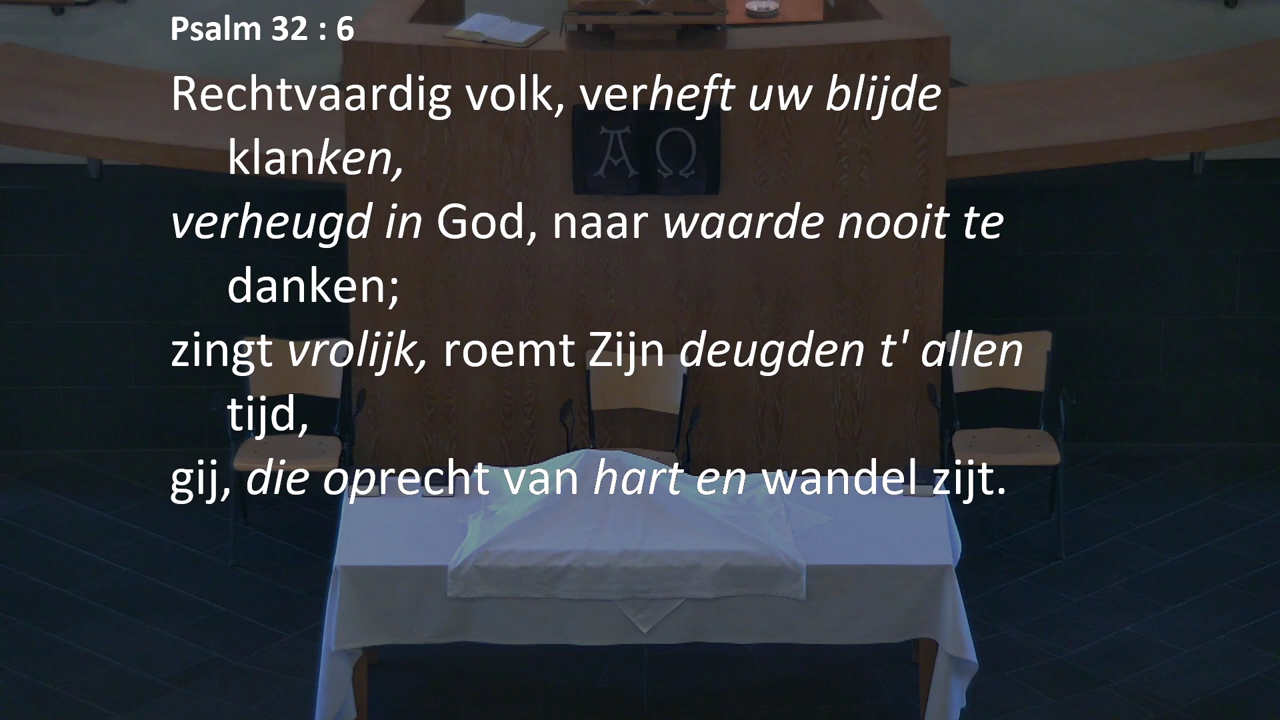 Psalm 32 : 6
Rechtvaardig volk, verheft uw blijde
klanken,
verheugd in God, naar waarde nooit te
danken;
zingt vrolijk, roemt Zijn deugden t' allen
tijd,
gij, die oprecht van hart en wandel zijt.
Α Ω